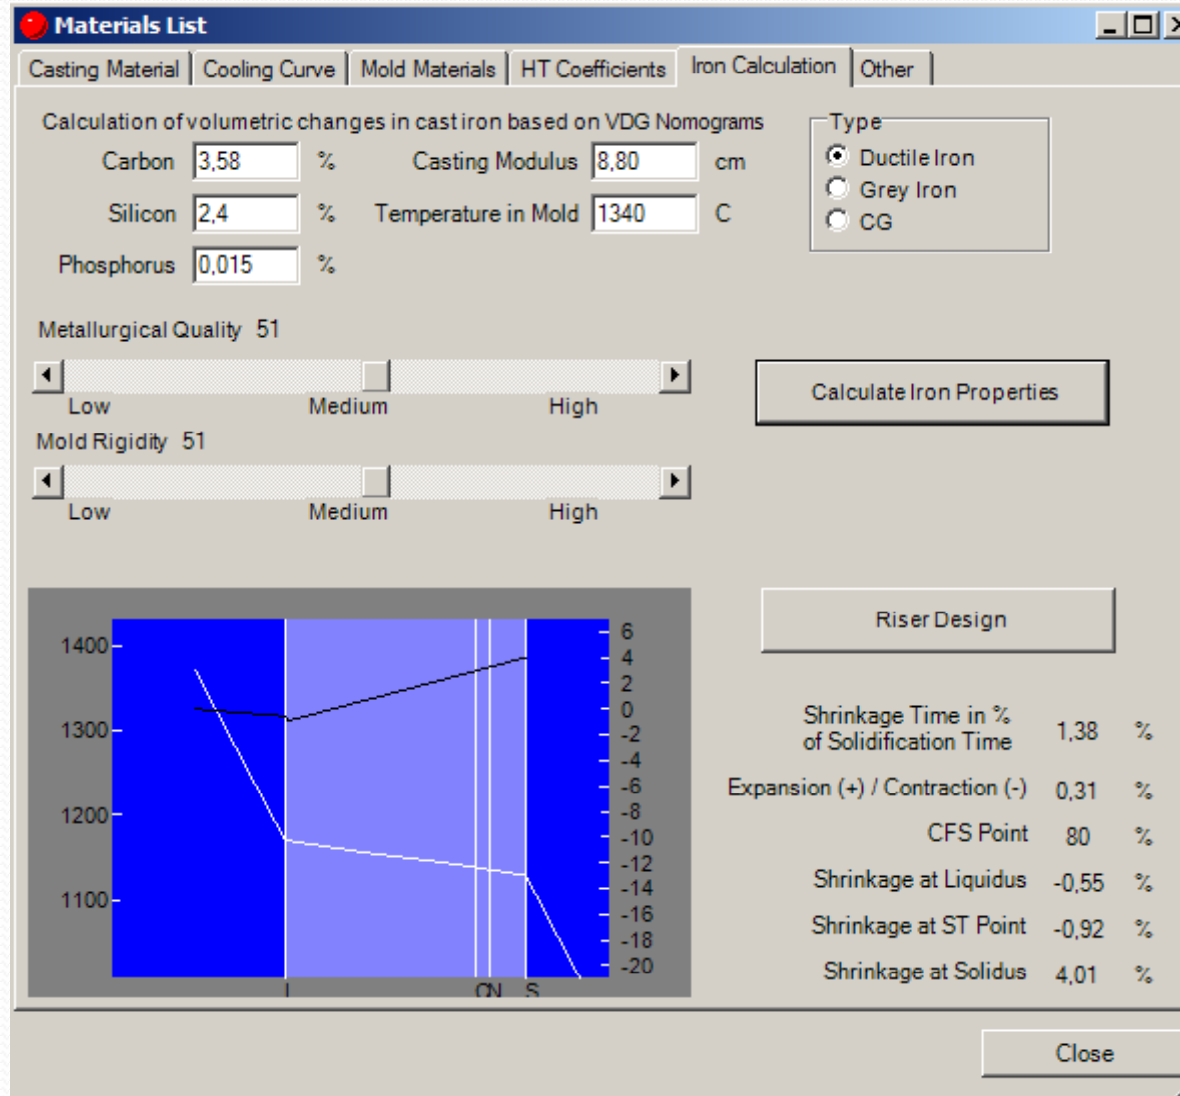 Materials List
Casting Material Cooling Curve Mold Materials HT Coefficients Iron Calculation Other
Calculation of volumetric changes in cast iron based on VDG Nomograms
Type
Carbon 3,58 % Casting Modulus 8,80 cm
Ductile Iron
Grey Iron
Silicon 2,4 % Temperature in Mold 1340 C
CG
Phosphorus 0,015 %
Metallurgical Quality 51
Low Medium High
Calculate Iron Properties
Mold Rigidity 51
Low Medium High
Riser Design
1400
1300
1200
1100
6
4
2
0
-2
-4
-6
-8
-10
-12
-14
-16
-18
-20
L CN S
Shrinkage Time in %
of Solidification Time 1,38 %
Expansion (+) / Contraction (-) 0,31 %
CFS Point 80 %
Shrinkage at Liquidus -0,55 %
Shrinkage at ST Point -0,92 %
Shrinkage at Solidus 4,01 %
Close